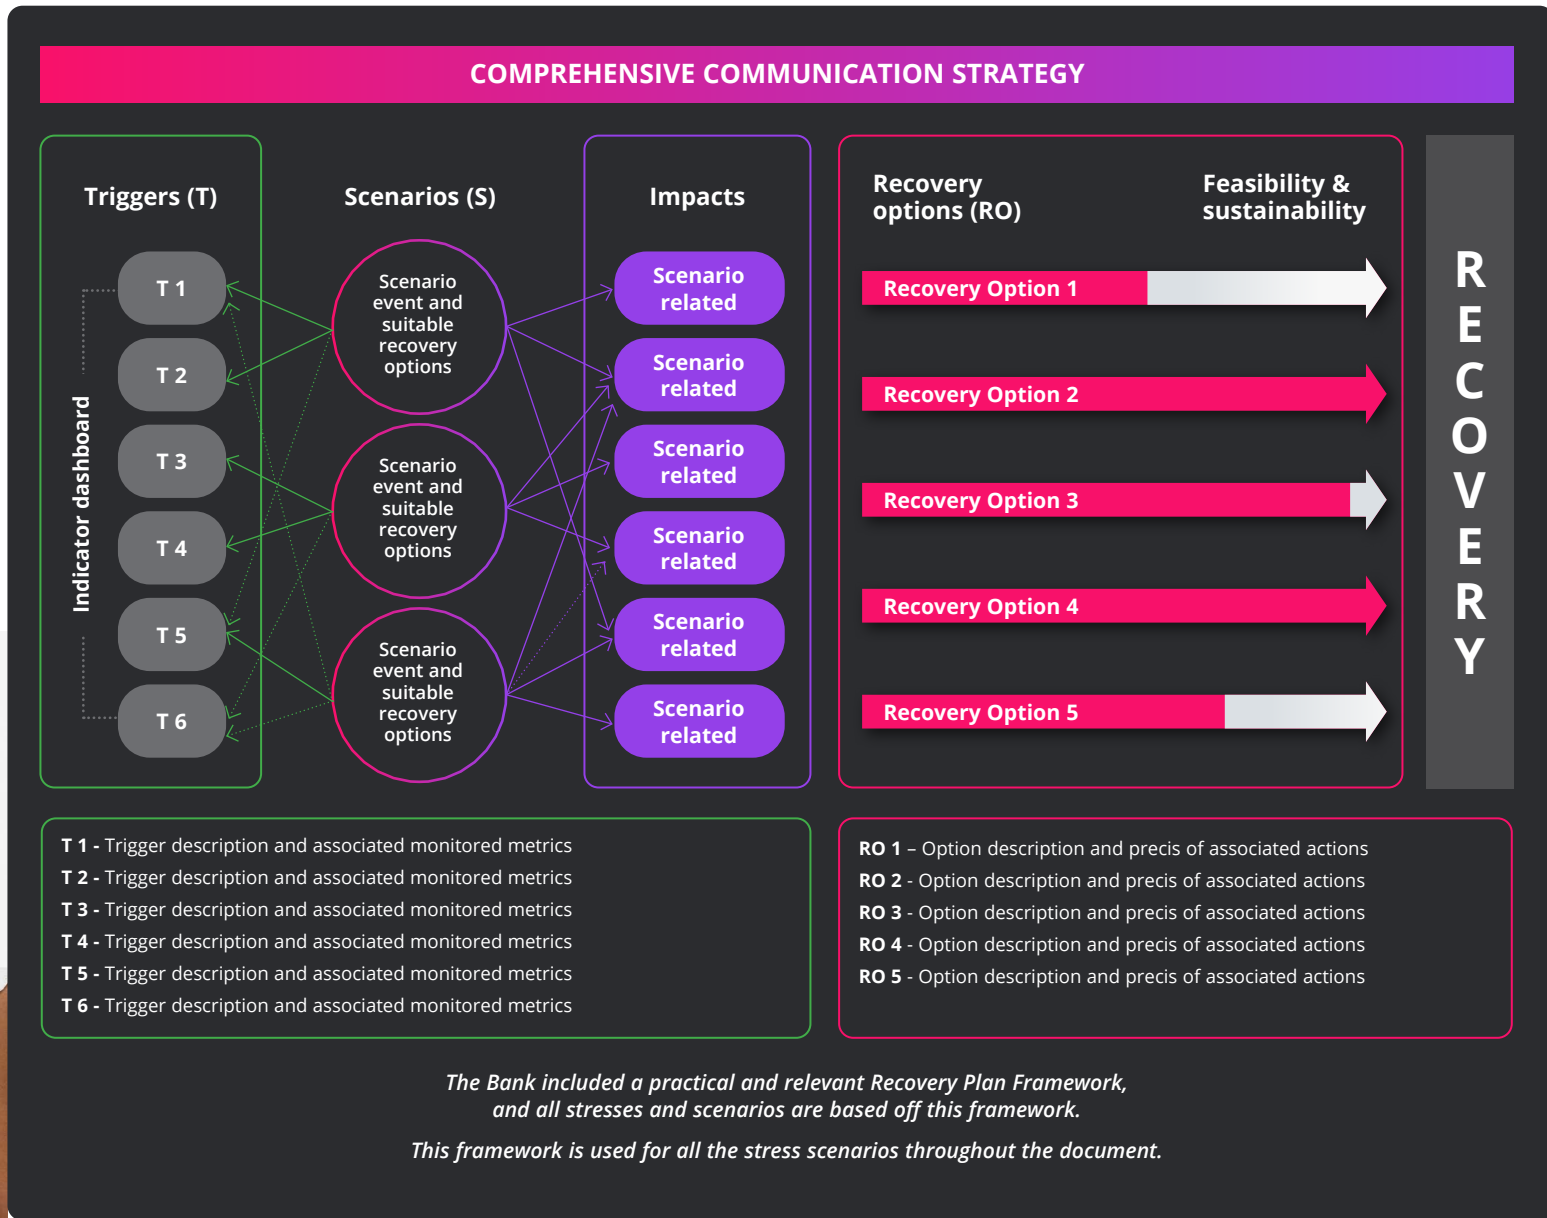 COMPREHENSIVE COMMUNICATION STRATEGY
Triggers (T)
Indicator dashboard
T 1
T 2
T 3
T 4
T 5
T 6
Scenarios (S)
Scenario
event and
suitable
recovery
options
Scenario
event and
suitable
recovery
options
Scenario
event and
suitable
recovery
options
Impacts
Scenario
related
Scenario
related
Scenario
related
Scenario
related
Scenario
related
Scenario
related
Recovery
options (RO)
Feasibility &
sustainability
Recovery Option 1
Recovery Option 2
Recovery Option 3
Recovery Option 4
Recovery Option 5
RECOVERY
T 1 - Trigger description and associated monitored metrics
T 2 - Trigger description and associated monitored metrics
T 3 - Trigger description and associated monitored metrics
T 4 - Trigger description and associated monitored metrics
T 5 - Trigger description and associated monitored metrics
T 6 - Trigger description and associated monitored metrics
RO 1 – Option description and precis of associated actions
RO 2 - Option description and precis of associated actions
RO 3 - Option description and precis of associated actions
RO 4 - Option description and precis of associated actions
RO 5 - Option description and precis of associated actions
The Bank included a practical and relevant Recovery Plan Framework,
and all stresses and scenarios are based off this framework.
This framework is used for all the stress scenarios throughout the document.